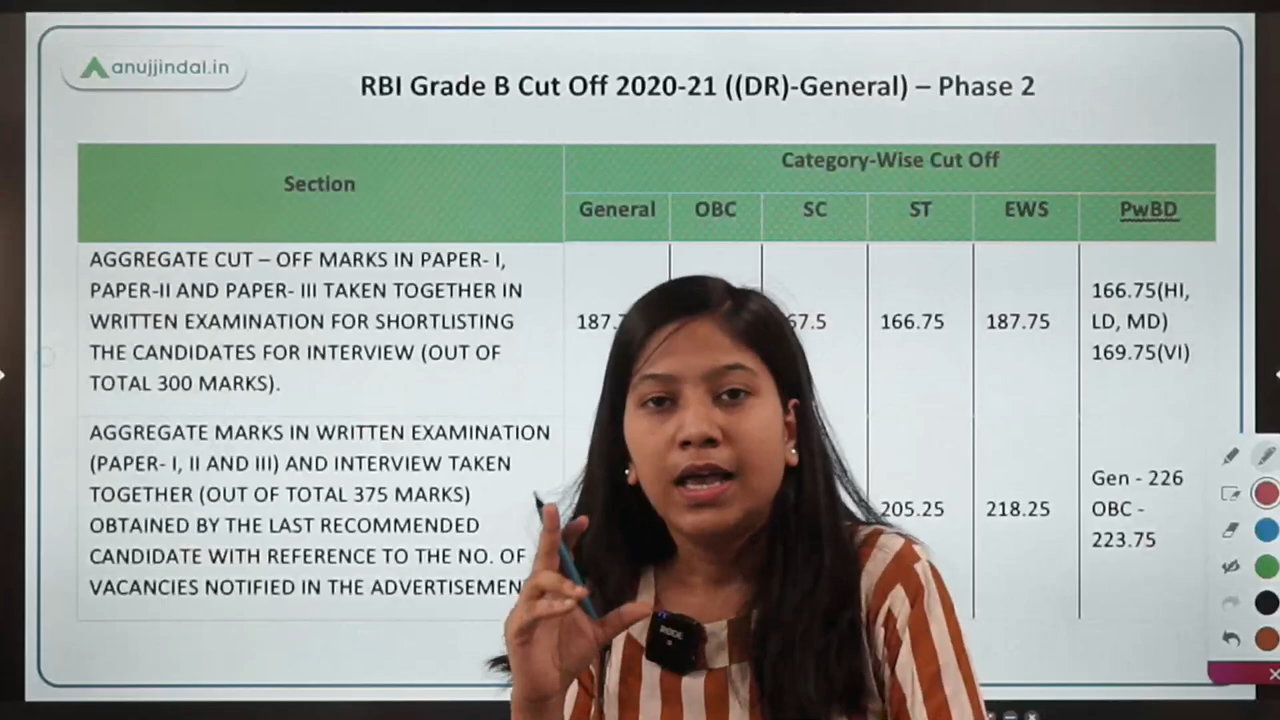 anujjindal.in
RBI Grade B Cut Off 2020-21 ((DR)-General) – Phase 2
Section
Category-Wise Cut Off
General OBC SC ST EWS PwBD
AGGREGATE CUT – OFF MARKS IN PAPER- I,
PAPER-II AND PAPER- III TAKEN TOGETHER IN
WRITTEN EXAMINATION FOR SHORTLISTING
THE CANDIDATES FOR INTERVIEW (OUT OF
TOTAL 300 MARKS).
166.75 187.75
166.75(HI,
LD, MD)
169.75(VI)
AGGREGATE MARKS IN WRITTEN EXAMINATION
(PAPER- I, II AND III) AND INTERVIEW TAKEN
TOGETHER (OUT OF TOTAL 375 MARKS)
OBTAINED BY THE LAST RECOMMENDED
CANDIDATE WITH REFERENCE TO THE NO. OF
VACANCIES NOTIFIED IN THE ADVERTISEMEN
205.25 218.25
Gen - 226
OBC -
223.75
RODE